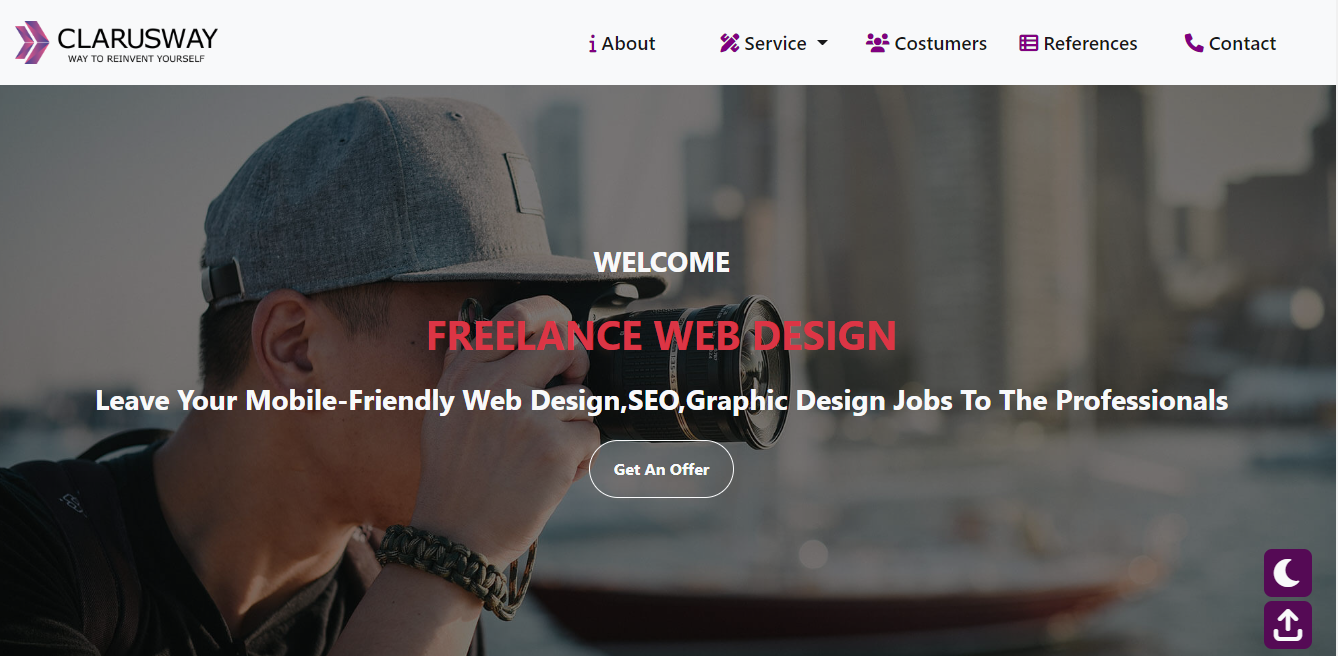 CLARUSWAY
WAY TO REINVENT YOURSELF
About
Service
Costumers
References
Contact
WELCOME
FREELANCE WEB DESIGN
Leave Your Mobile-Friendly Web Design,SEO,Graphic Design Jobs To The Professionals
Get An Offer